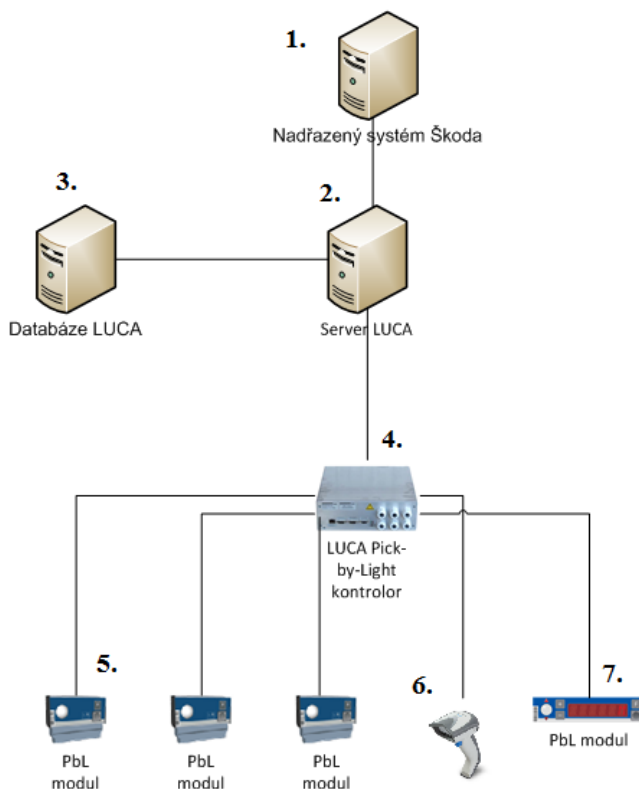 1.
Nadřazený systém Škoda
3.
2.
Databáze LUCA
Server LUCA
4.
LUCA Pick-
by-Light
kontrolor
5.
6.
7.
PbL
modul
PbL
modul
PbL
modul
PbL modul